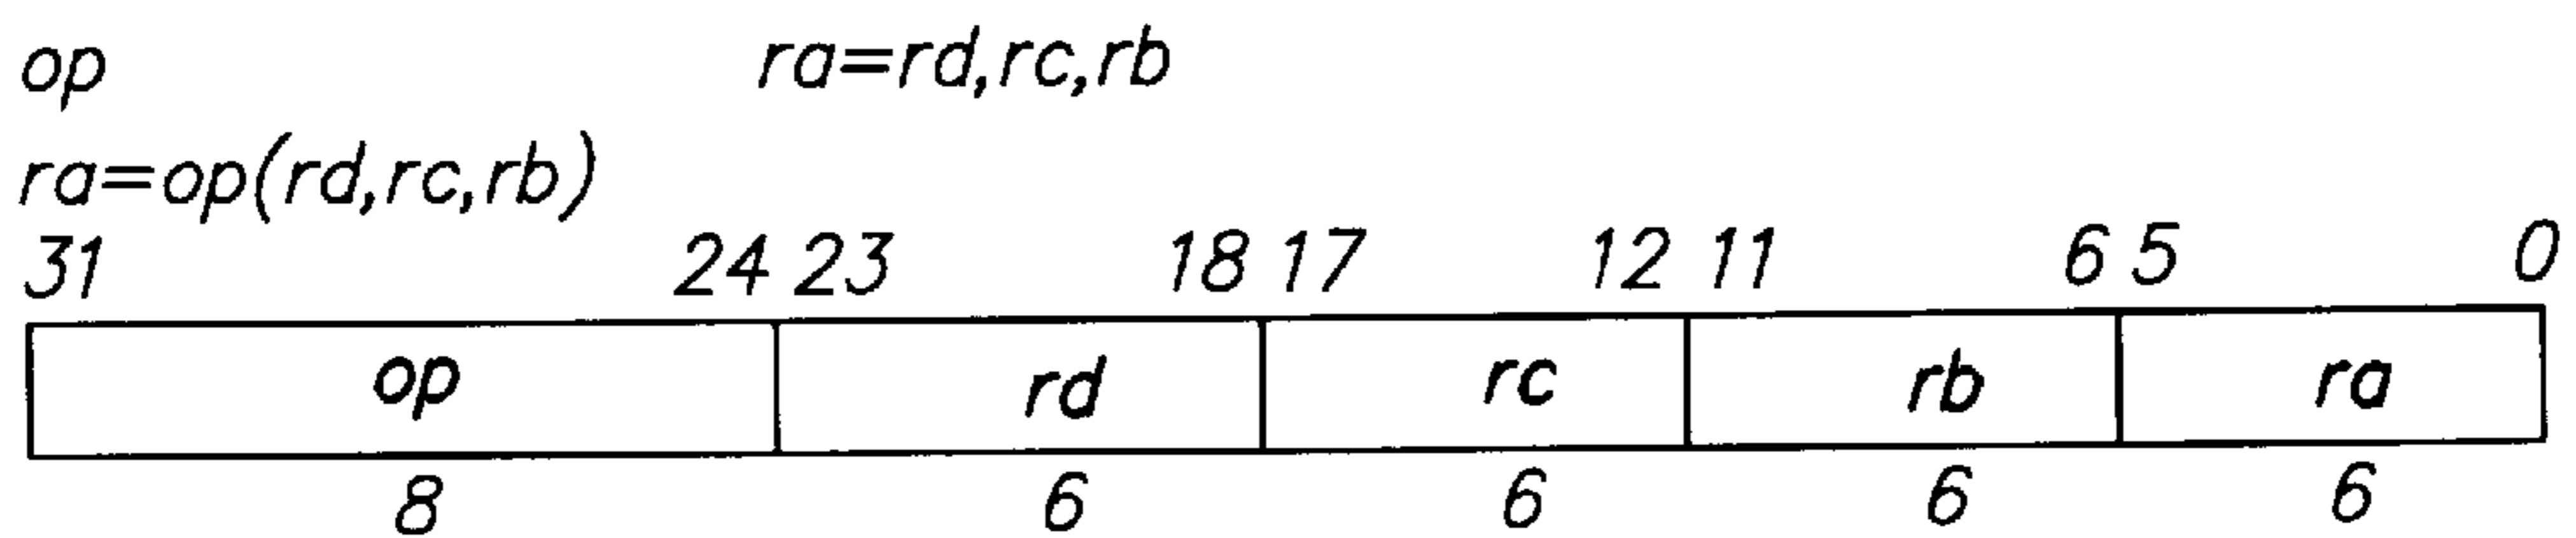 op ra=rd,rc,rb
ra=op(rd,rc,rb)
31 24 23 18 17 12 11 6 5 0
op rd rc rb ra
8 6 6 6 6